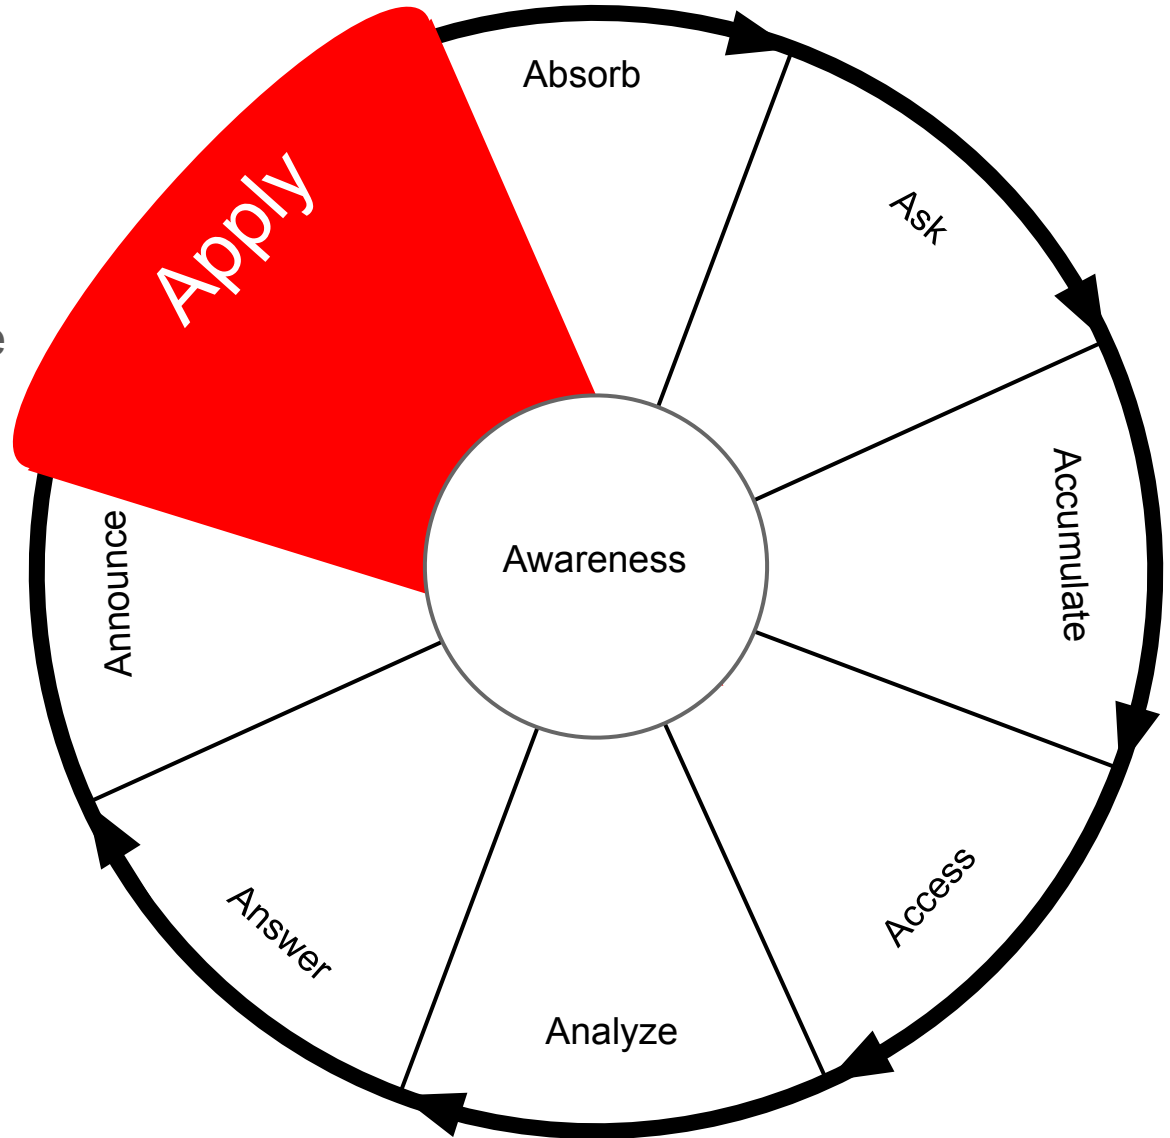 Absorb
Ask
Accumulate
Access
Analyze
Answer
Announce
Apply
Awareness